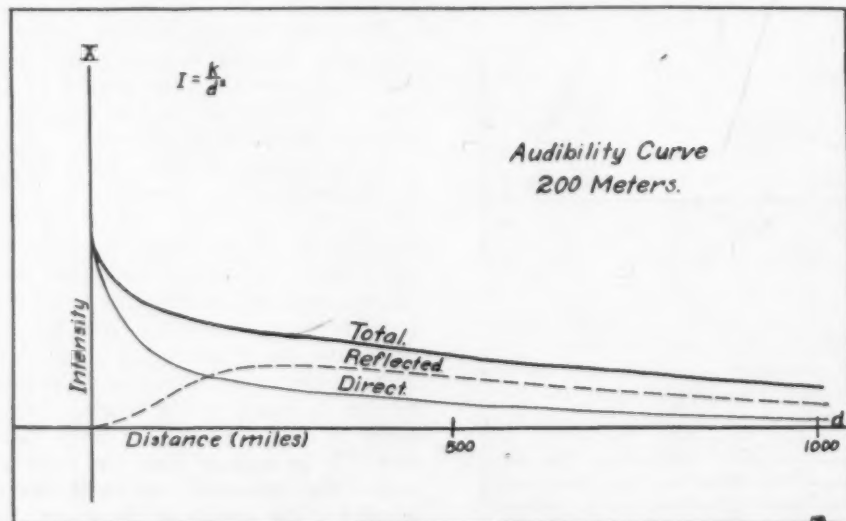 I
I = k/d²
Audibility Curve
200 Meters.
Intensity
Total.
Reflected.
Direct.
d
Distance (miles)
500
1000